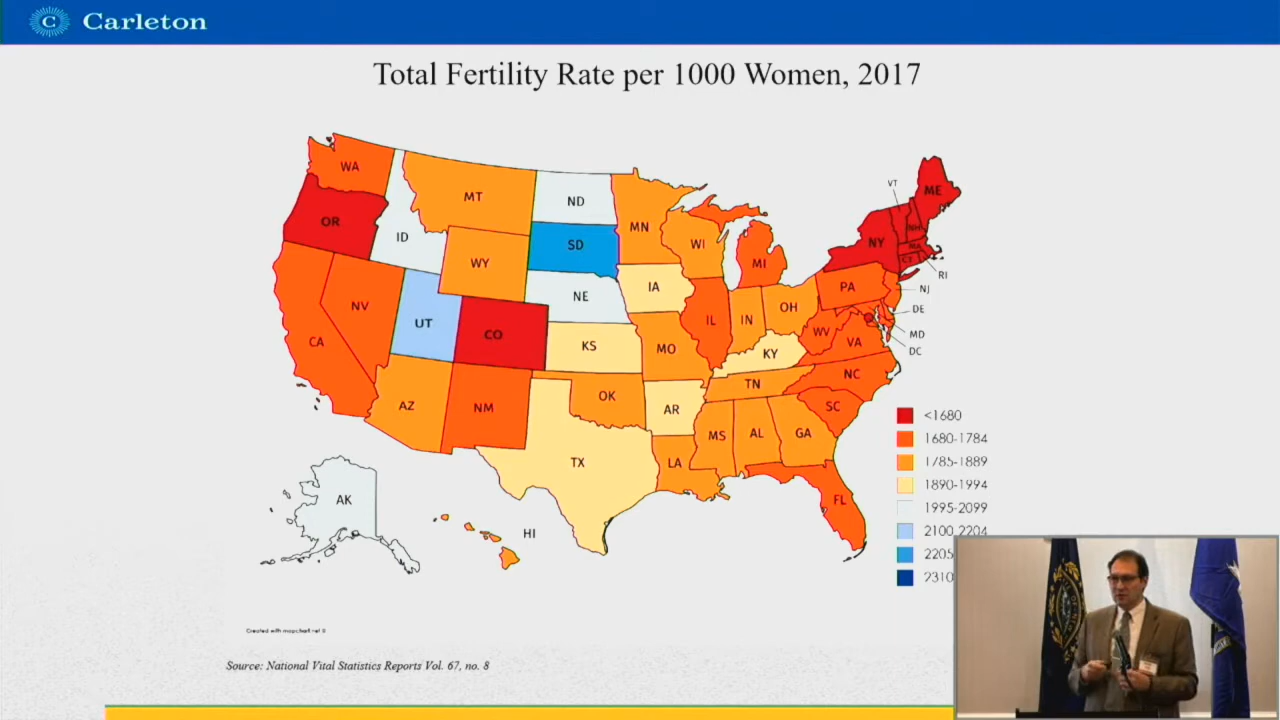 C Carleton
Total Fertility Rate per 1000 Women, 2017
WA
MT
ND
OR
ID
MN
SD
WI
WY
MI
VT
ME
NH
NY
MA
CT
RI
IA
NE
PA
NJ
NV
UT
CO
IL
IN
OH
DE
MD
WV
VA
DC
CA
KS
MO
KY
AZ
NM
OK
TN
NC
AR
SC
MS
AL
GA
TX
LA
FL
AK
HI
<1680
1680-1784
1785-1889
1890-1994
1995-2099
2100 2204
2205
2310
Created with mapchart net
Source: National Vital Statistics Reports Vol. 67, no. 8